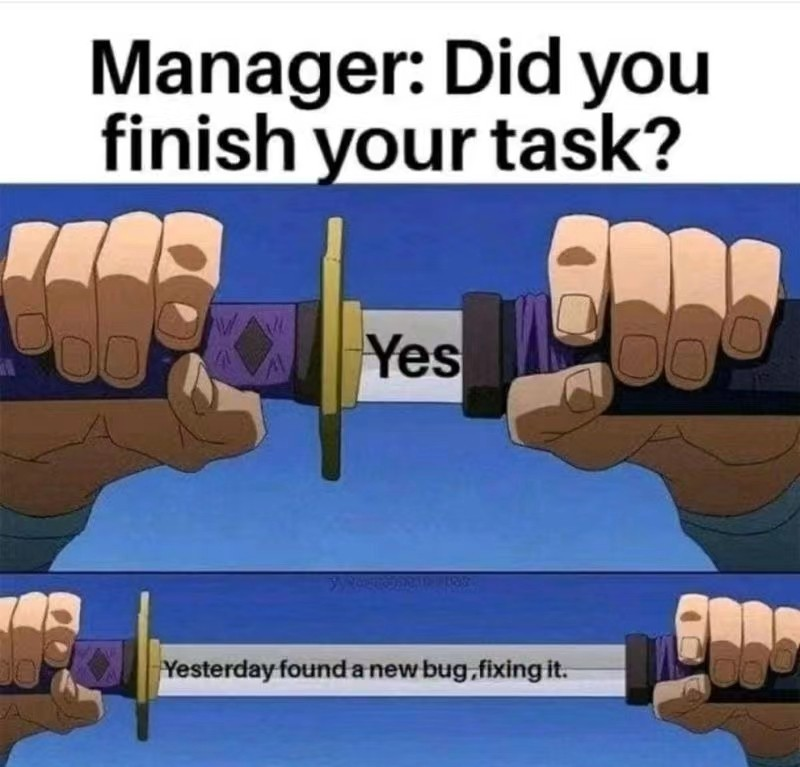 Manager: Did you
finish your task?
Yes
Yesterday found a new bug ,fixing it.